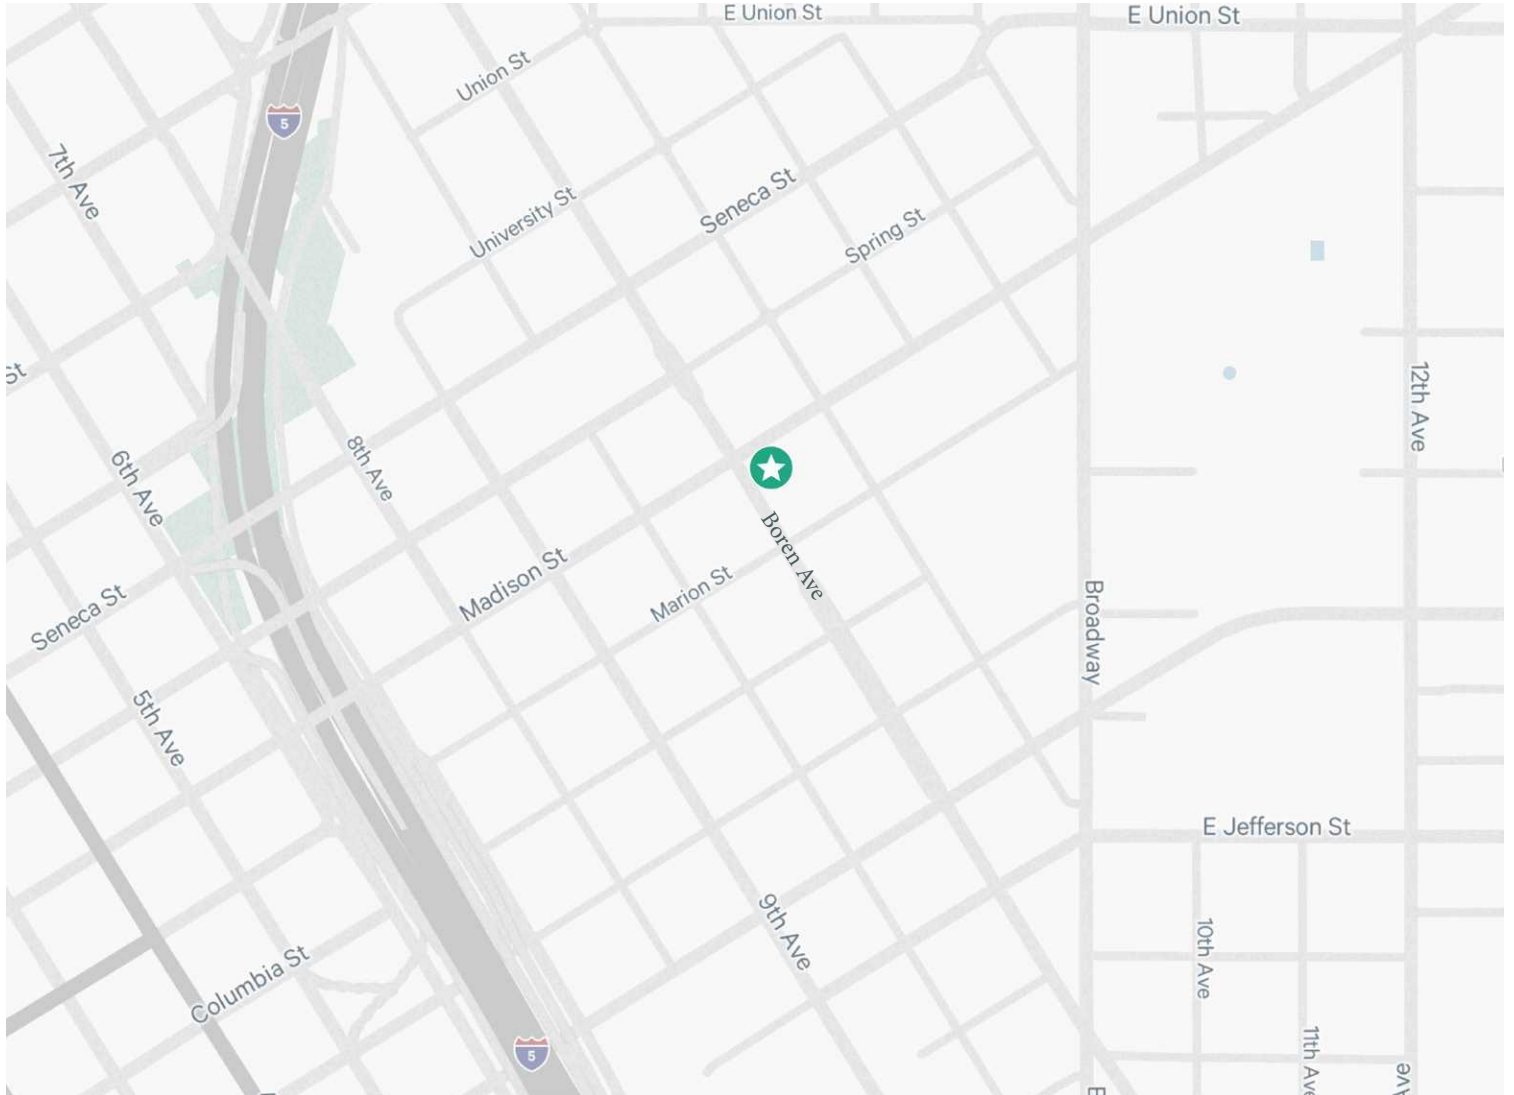 E Union St
E Union St
Union St
5
7th Ave
University St
Seneca St
Spring St
St
12th Ave
8th Ave
6th Ave
Boren Ave
Madison St
Marion St
Seneca St
Broadway
5th Ave
E Jefferson St
9th Ave
10th Ave
Columbia St
5
11th Ave
Ave